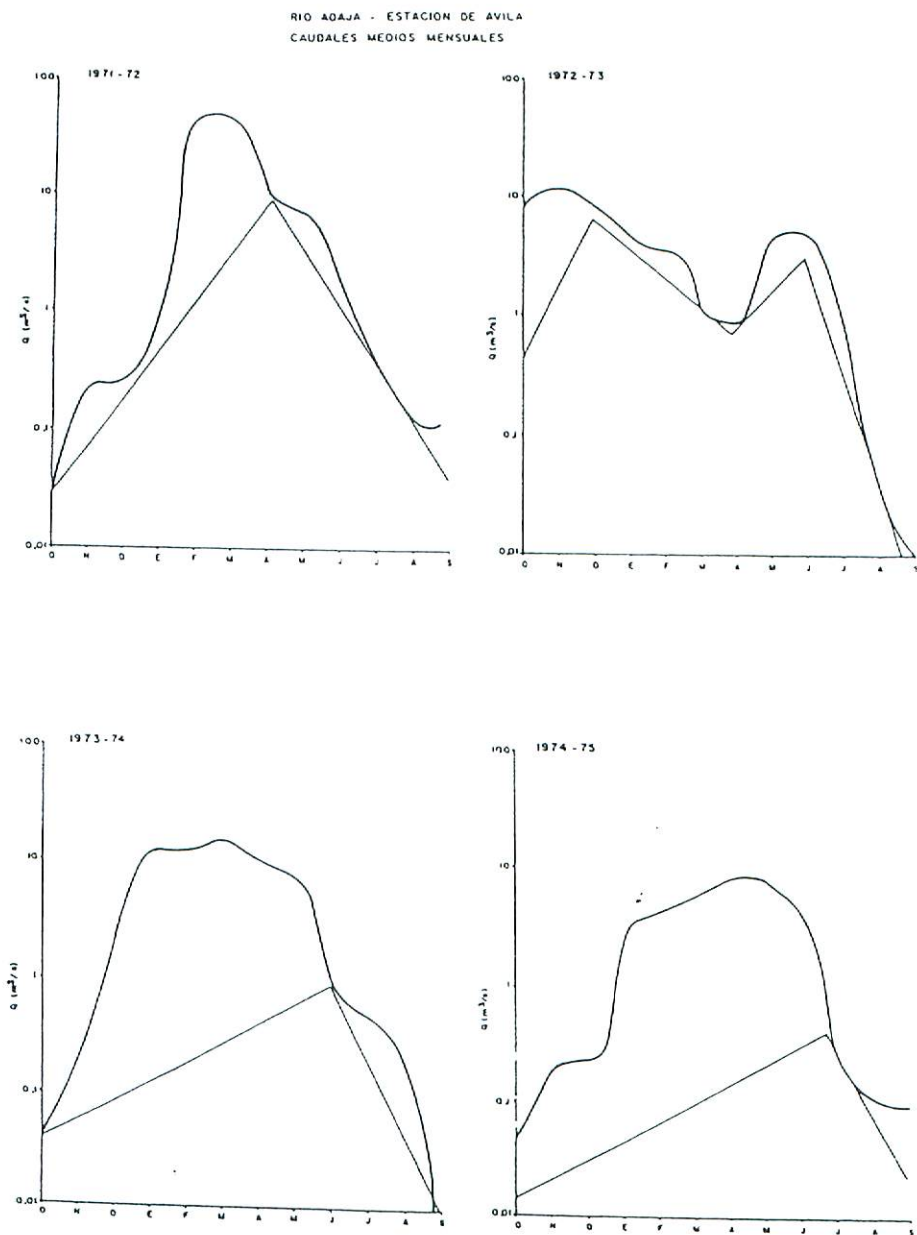 RIO ADAJA - ESTACION DE AVILA
CAUDALES MEDIOS MENSUALES
1971 - 72
100
10
1
0,1
0,01
Q (m³/s)
O N D E F M A M J J A S
1972 - 73
100
10
1
0,1
0,01
Q (m³/s)
O N D E F M A M J J A S
1973 - 74
100
10
1
0,1
0,01
Q (m³/s)
O N D E F M A M J J A S
1974 - 75
100
10
1
0,1
0,01
Q (m³/s)
O N D E F M A M J J A S